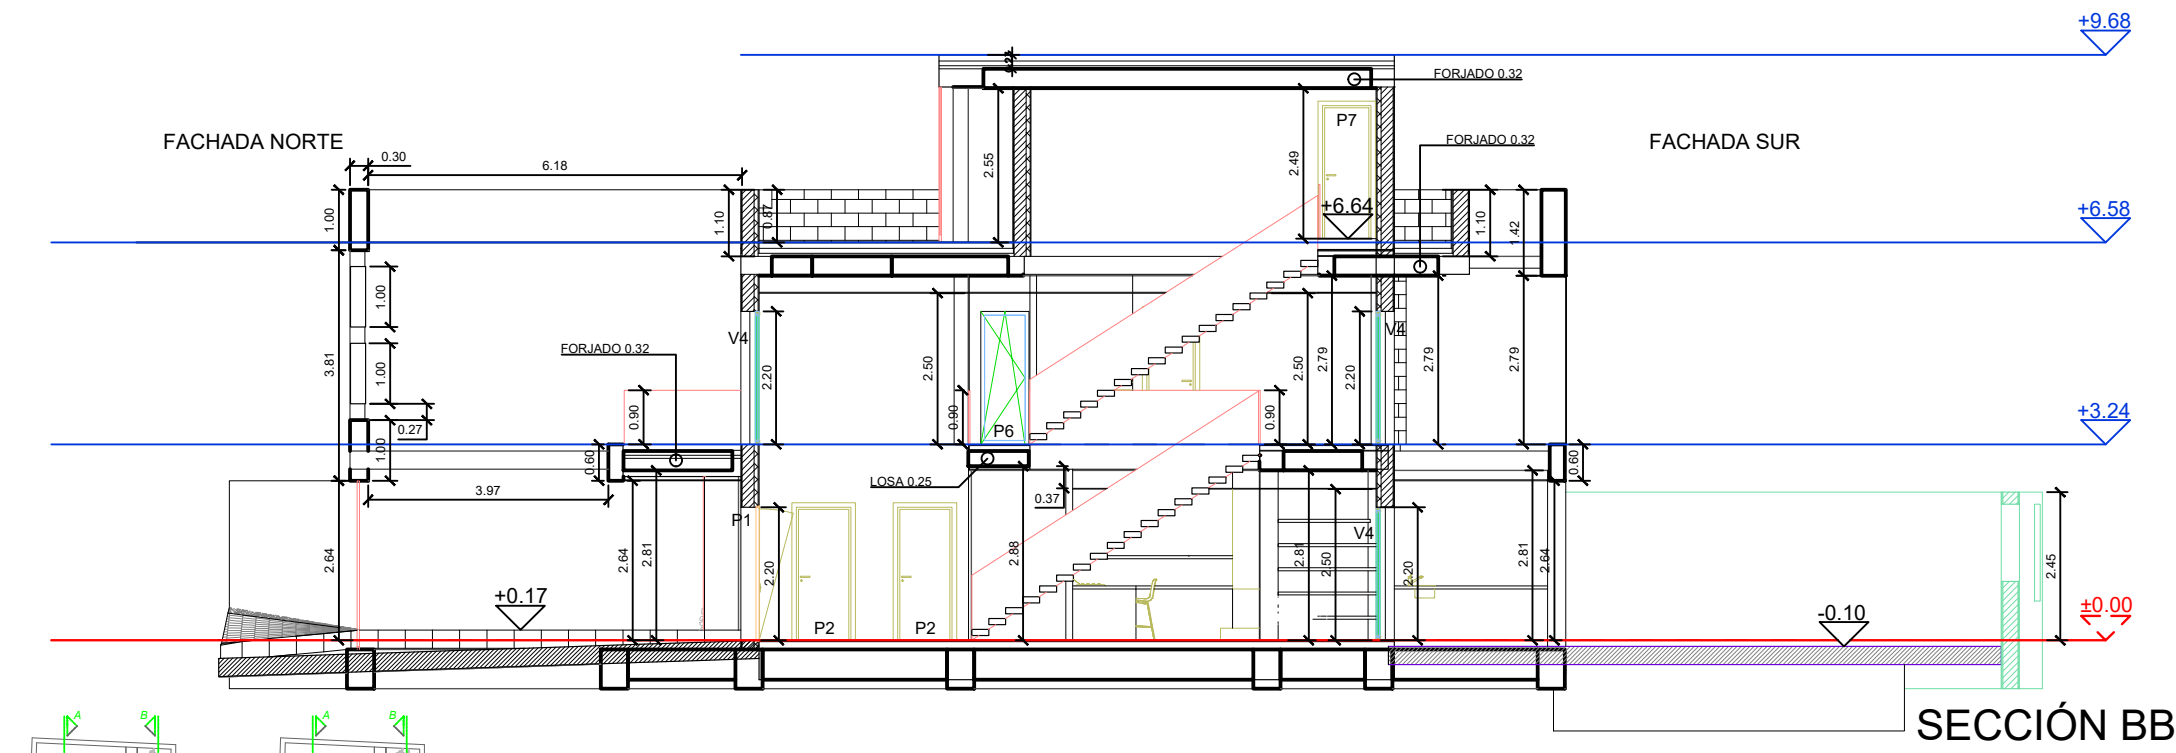 +9.68
FORJADO 0.32
P7
FACHADA NORTE
0.30
6.18
FORJADO 0.32
FACHADA SUR
2.55
2.49
1.00
1.10
0.87
+6.64
1.10
1.42
+6.58
1.00
3.81
1.00
FORJADO 0.32
V4
2.20
2.50
2.50
2.79
2.20
V4
2.79
2.79
0.90
0.27
1.00
0.90
P6
0.90
+3.24
0.60
3.97
LOSA 0.25
0.37
0.60
P1
V4
2.64
2.64
2.81
2.20
2.88
2.81
2.50
2.20
2.81
2.64
2.45
+0.17
P2
P2
-0.10
±0.00
A
B
A
B
SECCIÓN BB